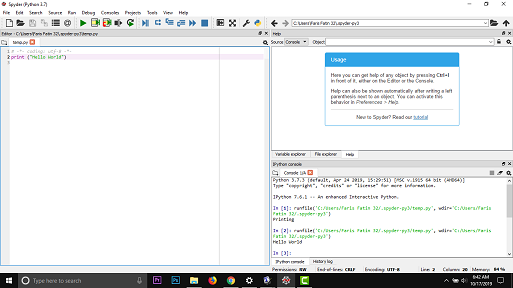 Spyder (Python 3.7)
File Edit Search Source Run Debug Consoles Projects Tools View Help
C:\Users\Faris Fatin 32\.spyder-py3
Editor - C:\Users\Faris Fatin 32\.spyder-py3\temp.py
temp.py
1 # -*- coding: utf-8 -*-
2 print ("Hello World")
3
Help
Source Console Object
Usage
Here you can get help of any object by pressing Ctrl+I
in front of it, either on the Editor or the Console.
Help can also be shown automatically after writing a left
parenthesis next to an object. You can activate this
behavior in Preferences > Help.
New to Spyder? Read our tutorial
Variable explorer File explorer Help
IPython console
Console 1/A
Python 3.7.3 (default, Apr 24 2019, 15:29:51) [MSC v.1915 64 bit (AMD64)]
Type "copyright", "credits" or "license" for more information.
IPython 7.6.1 -- An enhanced Interactive Python.
In [1]: runfile('C:/Users/Faris Fatin 32/.spyder-py3/temp.py', wdir='C:/Users/Faris
Fatin 32/.spyder-py3')
Printing
In [2]: runfile('C:/Users/Faris Fatin 32/.spyder-py3/temp.py', wdir='C:/Users/Faris
Fatin 32/.spyder-py3')
Hello World
In [3]:
IPython console History log
Permissions: RW End-of-lines: CRLF Encoding: UTF-8 Line: 2 Column: 20 Memory: 84 %
Type here to search
Pr
Ps
9:42 AM
10/17/2019